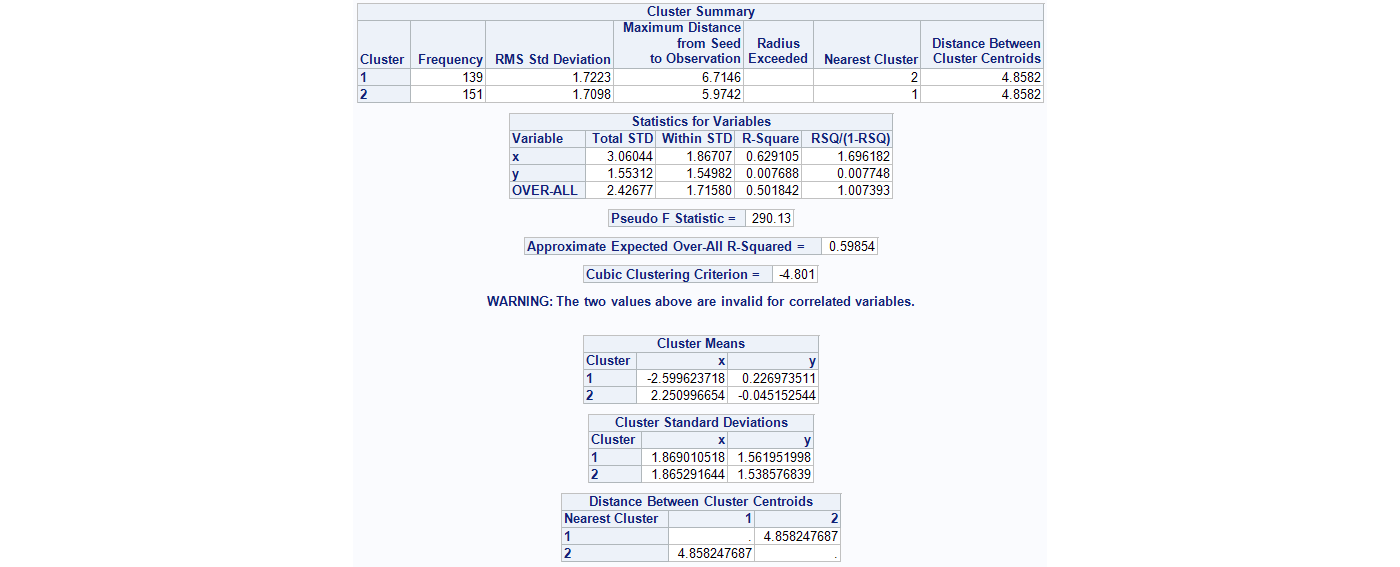 Cluster Summary
Cluster Frequency RMS Std Deviation Maximum Distance from Seed to Observation Radius Exceeded Nearest Cluster Distance Between Cluster Centroids
1 139 1.7223 6.7146 2 4.8582
2 151 1.7098 5.9742 1 4.8582
Statistics for Variables
Variable Total STD Within STD R-Square RSQ/(1-RSQ)
x 3.06044 1.86707 0.629105 1.696182
y 1.55312 1.54982 0.007688 0.007748
OVER-ALL 2.42677 1.71580 0.501842 1.007393
Pseudo F Statistic = 290.13
Approximate Expected Over-All R-Squared = 0.59854
Cubic Clustering Criterion = -4.801
WARNING: The two values above are invalid for correlated variables.
Cluster Means
Cluster x y
1 -2.599623718 0.226973511
2 2.250996654 -0.045152544
Cluster Standard Deviations
Cluster x y
1 1.869010518 1.561951998
2 1.865291644 1.538576839
Distance Between Cluster Centroids
Nearest Cluster 1 2
1 . 4.858247687
2 4.858247687 .